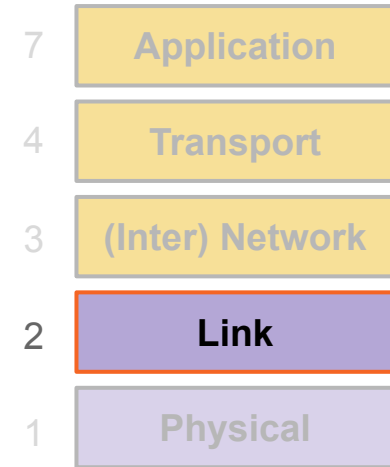 7 Application
4 Transport
3 (Inter) Network
2 Link
1 Physical